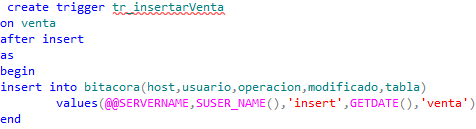 create trigger tr_insertarVenta
on venta
after insert
as
begin
insert into bitacora(host,usuario,operacion,modificado,tabla)
values(@@SERVERNAME,SUSER_NAME(),'insert',GETDATE(),'venta')
end